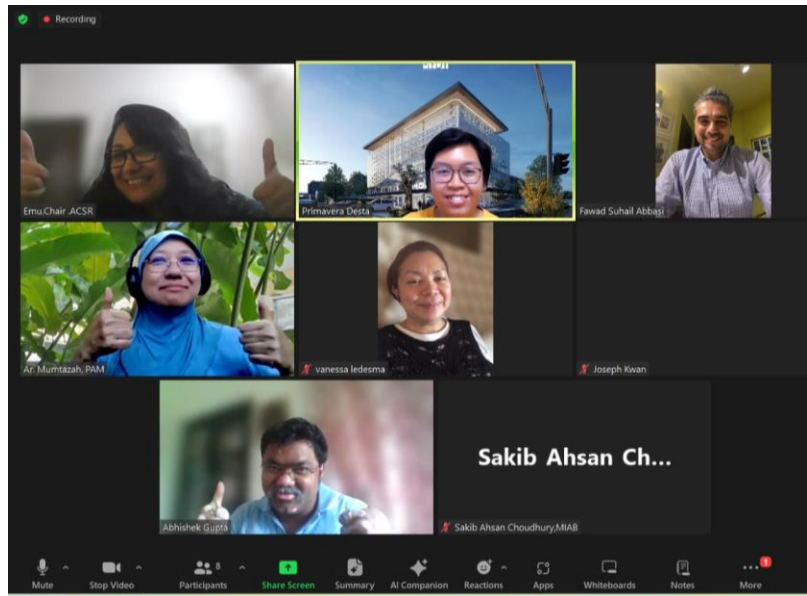 Recording
Emu.Chair .ACSR
Primavera Desta
Fawad Suhail Abbasi
Ar. Mumtazah, PAM
vanessa ledesma
Joseph Kwan
Abhishek Gupta
Sakib Ahsan Ch...
Sakib Ahsan Choudhury,MIAB
Mute
Stop Video
8
Participants
Share Screen
Summary
AI Companion
Reactions
Apps
Whiteboards
Notes
1
More